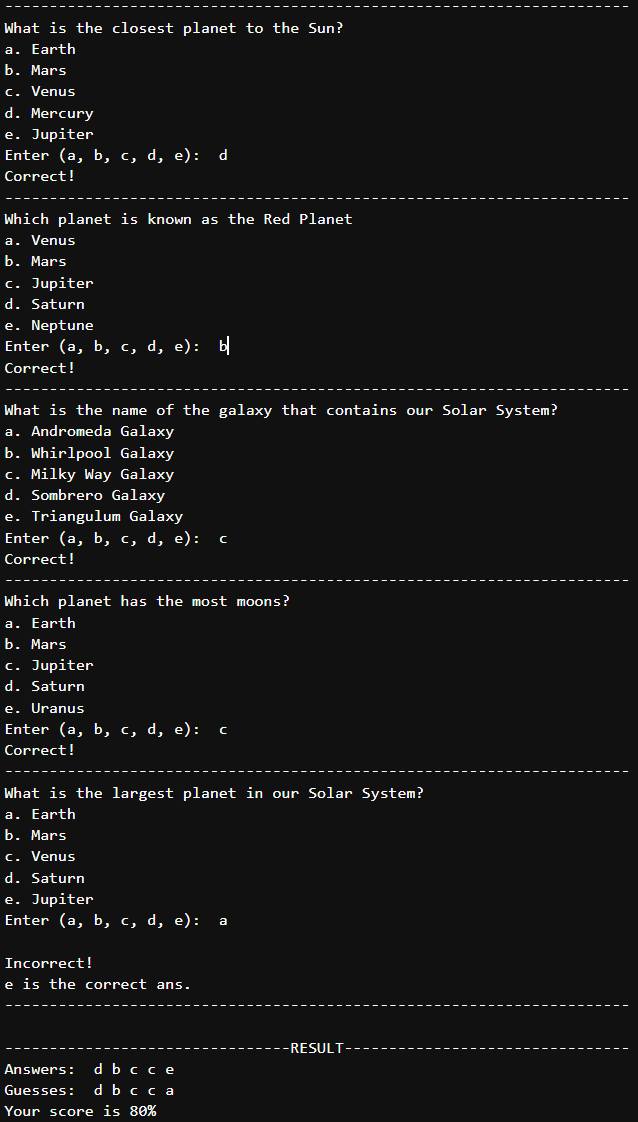 ----------------------------------------------------------------------
What is the closest planet to the Sun?
a. Earth
b. Mars
c. Venus
d. Mercury
e. Jupiter
Enter (a, b, c, d, e):  d
Correct!
----------------------------------------------------------------------
Which planet is known as the Red Planet
a. Venus
b. Mars
c. Jupiter
d. Saturn
e. Neptune
Enter (a, b, c, d, e):  b
Correct!
----------------------------------------------------------------------
What is the name of the galaxy that contains our Solar System?
a. Andromeda Galaxy
b. Whirlpool Galaxy
c. Milky Way Galaxy
d. Sombrero Galaxy
e. Triangulum Galaxy
Enter (a, b, c, d, e):  c
Correct!
----------------------------------------------------------------------
Which planet has the most moons?
a. Earth
b. Mars
c. Jupiter
d. Saturn
e. Uranus
Enter (a, b, c, d, e):  c
Correct!
----------------------------------------------------------------------
What is the largest planet in our Solar System?
a. Earth
b. Mars
c. Venus
d. Saturn
e. Jupiter
Enter (a, b, c, d, e):  a

Incorrect!
e is the correct ans.
----------------------------------------------------------------------

--------------------------------RESULT--------------------------------
Answers:  d b c c e
Guesses:  d b c c a
Your score is 80%